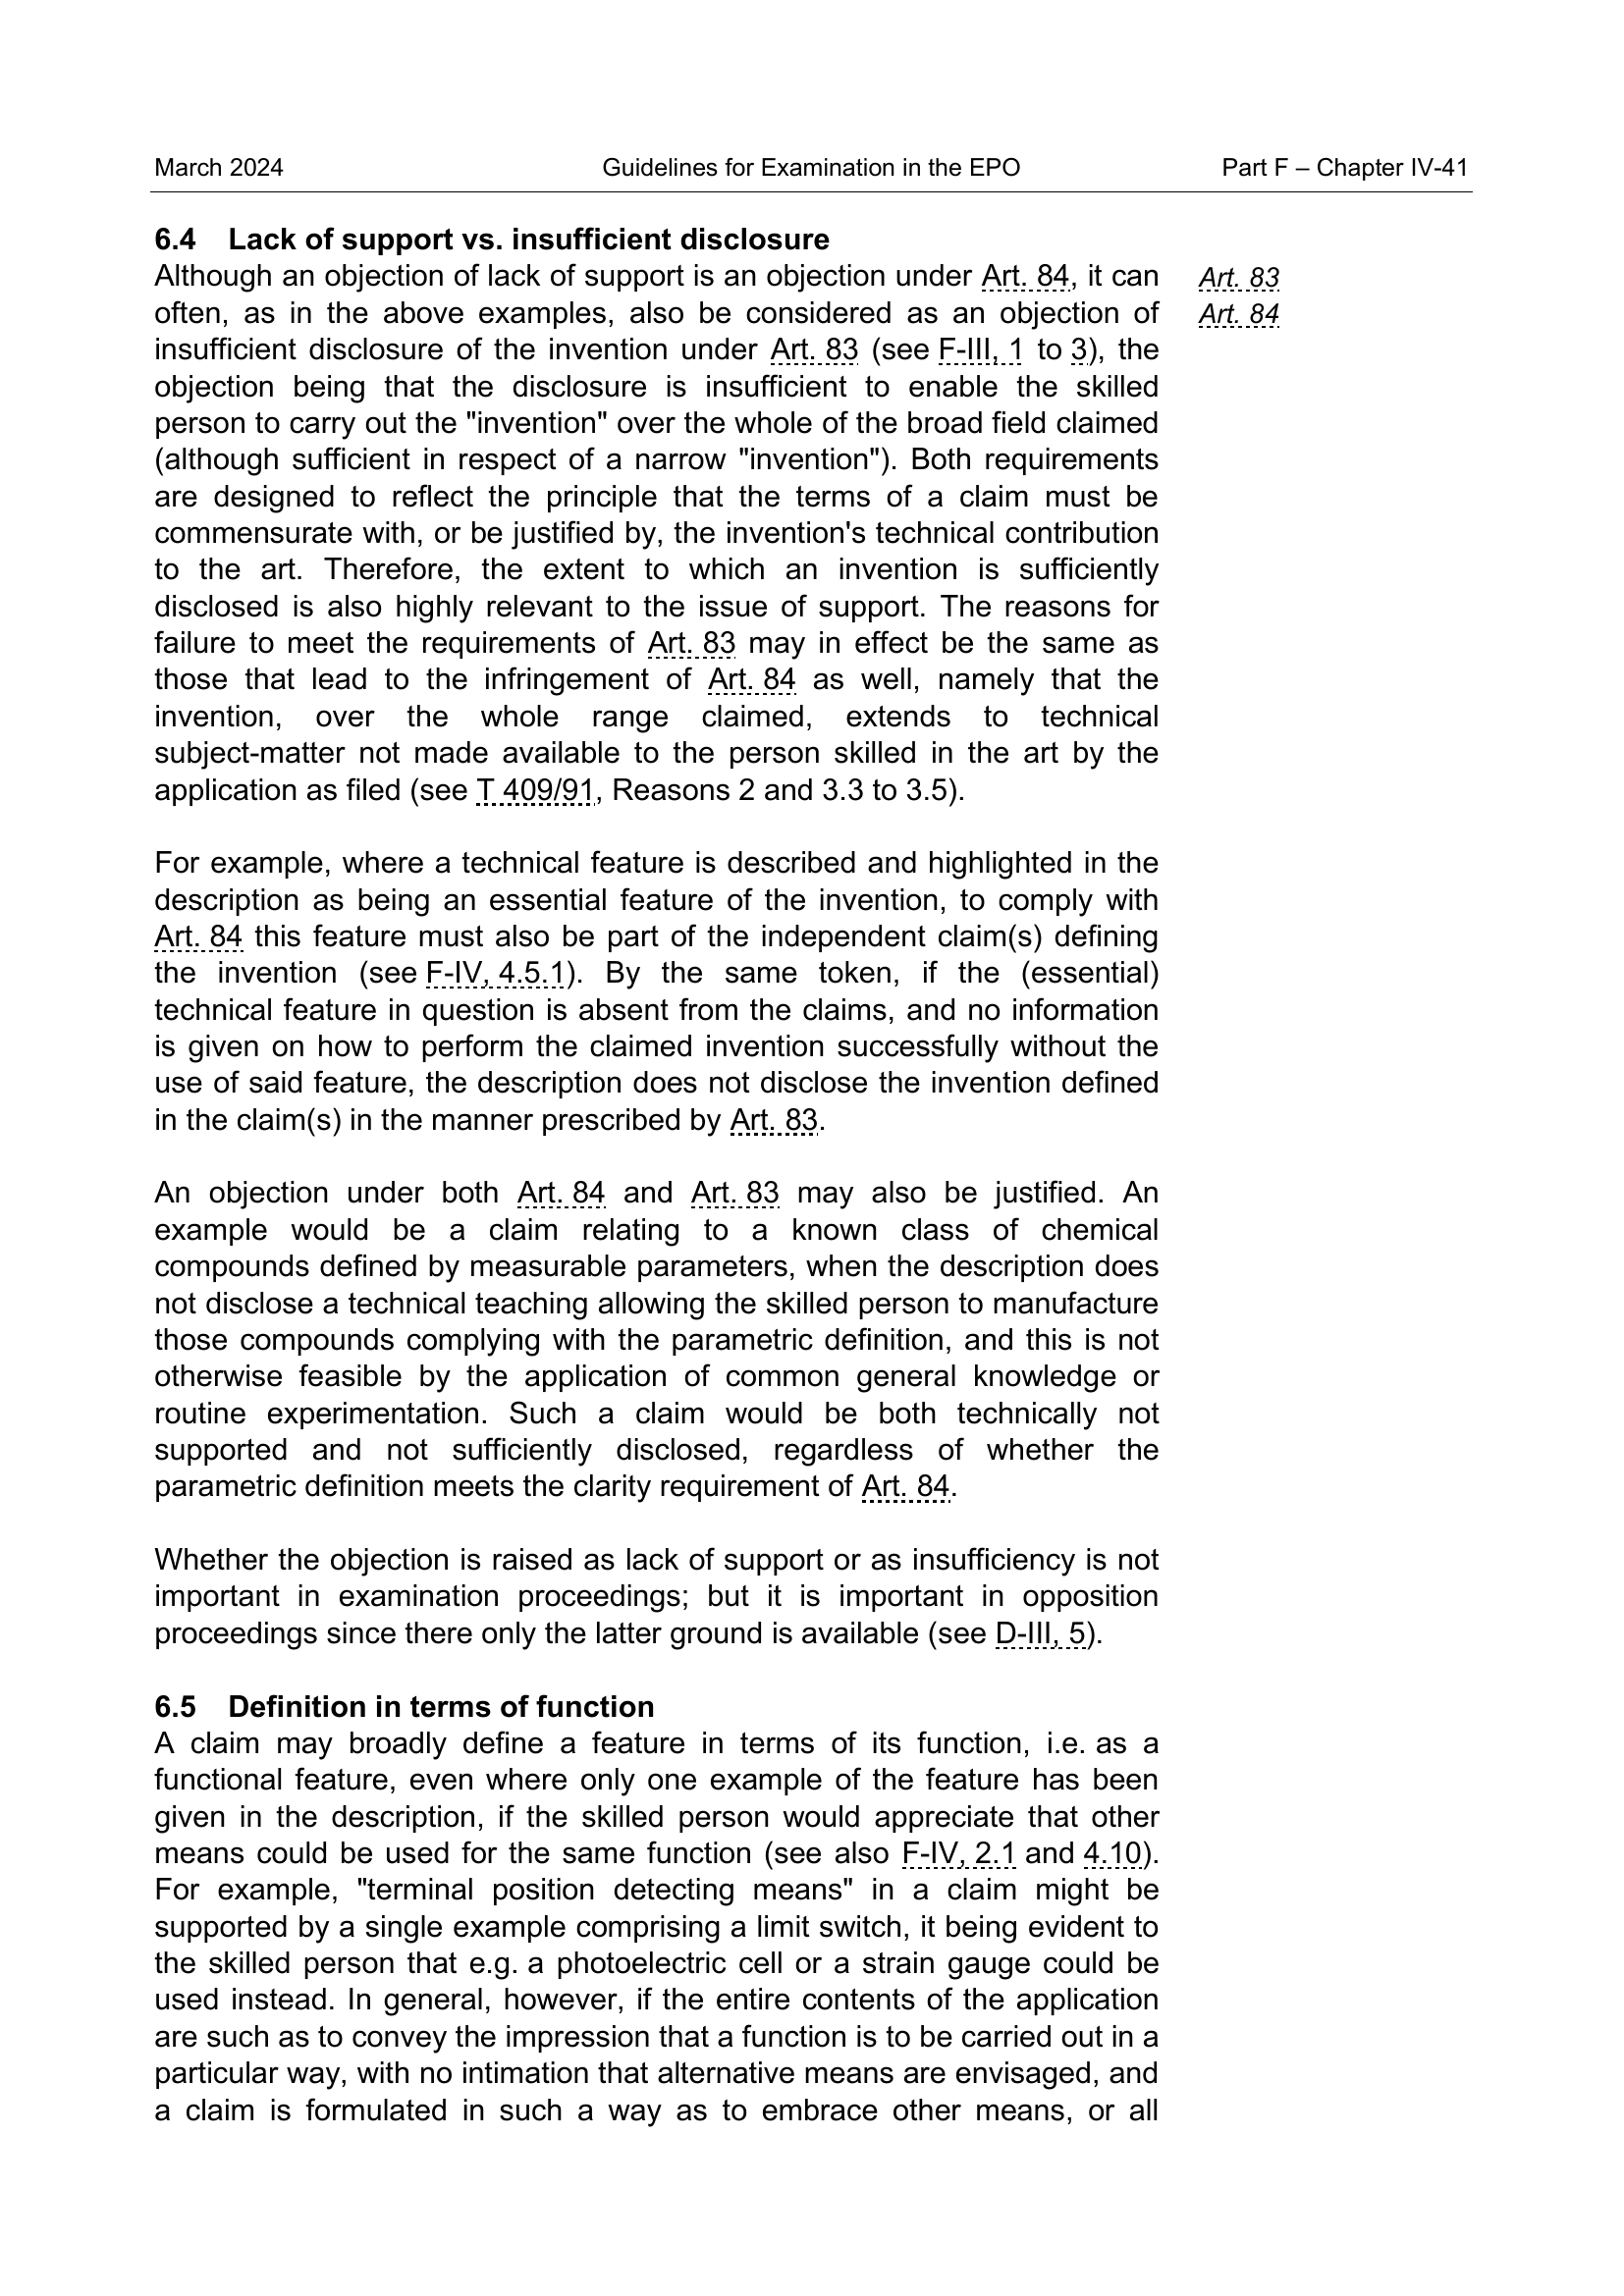 March 2024 Guidelines for Examination in the EPO Part F – Chapter IV-41
6.4 Lack of support vs. insufficient disclosure
Although an objection of lack of support is an objection under Art. 84, it can
often, as in the above examples, also be considered as an objection of
insufficient disclosure of the invention under Art. 83 (see F-III, 1 to 3), the
objection being that the disclosure is insufficient to enable the skilled
person to carry out the "invention" over the whole of the broad field claimed
(although sufficient in respect of a narrow "invention"). Both requirements
are designed to reflect the principle that the terms of a claim must be
commensurate with, or be justified by, the invention's technical contribution
to the art. Therefore, the extent to which an invention is sufficiently
disclosed is also highly relevant to the issue of support. The reasons for
failure to meet the requirements of Art. 83 may in effect be the same as
those that lead to the infringement of Art. 84 as well, namely that the
invention, over the whole range claimed, extends to technical
subject-matter not made available to the person skilled in the art by the
application as filed (see T 409/91, Reasons 2 and 3.3 to 3.5).
Art. 83
Art. 84
For example, where a technical feature is described and highlighted in the
description as being an essential feature of the invention, to comply with
Art. 84 this feature must also be part of the independent claim(s) defining
the invention (see F-IV, 4.5.1). By the same token, if the (essential)
technical feature in question is absent from the claims, and no information
is given on how to perform the claimed invention successfully without the
use of said feature, the description does not disclose the invention defined
in the claim(s) in the manner prescribed by Art. 83.
An objection under both Art. 84 and Art. 83 may also be justified. An
example would be a claim relating to a known class of chemical
compounds defined by measurable parameters, when the description does
not disclose a technical teaching allowing the skilled person to manufacture
those compounds complying with the parametric definition, and this is not
otherwise feasible by the application of common general knowledge or
routine experimentation. Such a claim would be both technically not
supported and not sufficiently disclosed, regardless of whether the
parametric definition meets the clarity requirement of Art. 84.
Whether the objection is raised as lack of support or as insufficiency is not
important in examination proceedings; but it is important in opposition
proceedings since there only the latter ground is available (see D-III, 5).
6.5 Definition in terms of function
A claim may broadly define a feature in terms of its function, i.e. as a
functional feature, even where only one example of the feature has been
given in the description, if the skilled person would appreciate that other
means could be used for the same function (see also F-IV, 2.1 and 4.10).
For example, "terminal position detecting means" in a claim might be
supported by a single example comprising a limit switch, it being evident to
the skilled person that e.g. a photoelectric cell or a strain gauge could be
used instead. In general, however, if the entire contents of the application
are such as to convey the impression that a function is to be carried out in a
particular way, with no intimation that alternative means are envisaged, and
a claim is formulated in such a way as to embrace other means, or all